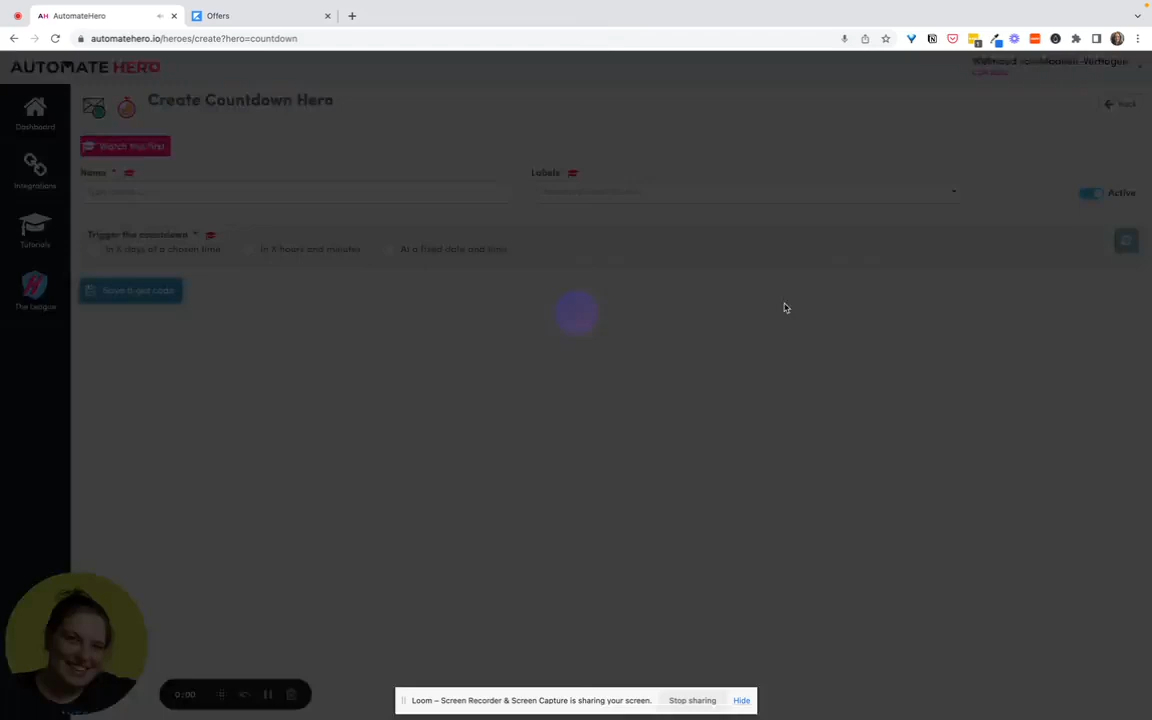 AH AutomateHero
Offers
automatehero.io/heroes/create?hero=countdown
AUTOMATE HERO
Create Countdown Hero
Back
Dashboard
Watch this first
Name *
Labels
Active
Integrations
Trigger the countdown *
In X days at a chosen time
In X hours and minutes
At a fixed date and time
Tutorials
Save & get code
The League
0:00
Loom – Screen Recorder & Screen Capture is sharing your screen.
Stop sharing
Hide